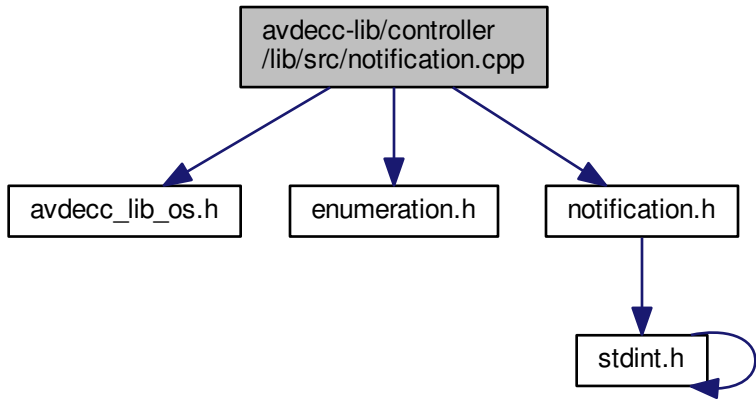 avdecc-lib/controller
/lib/src/notification.cpp
avdecc_lib_os.h
enumeration.h
notification.h
stdint.h